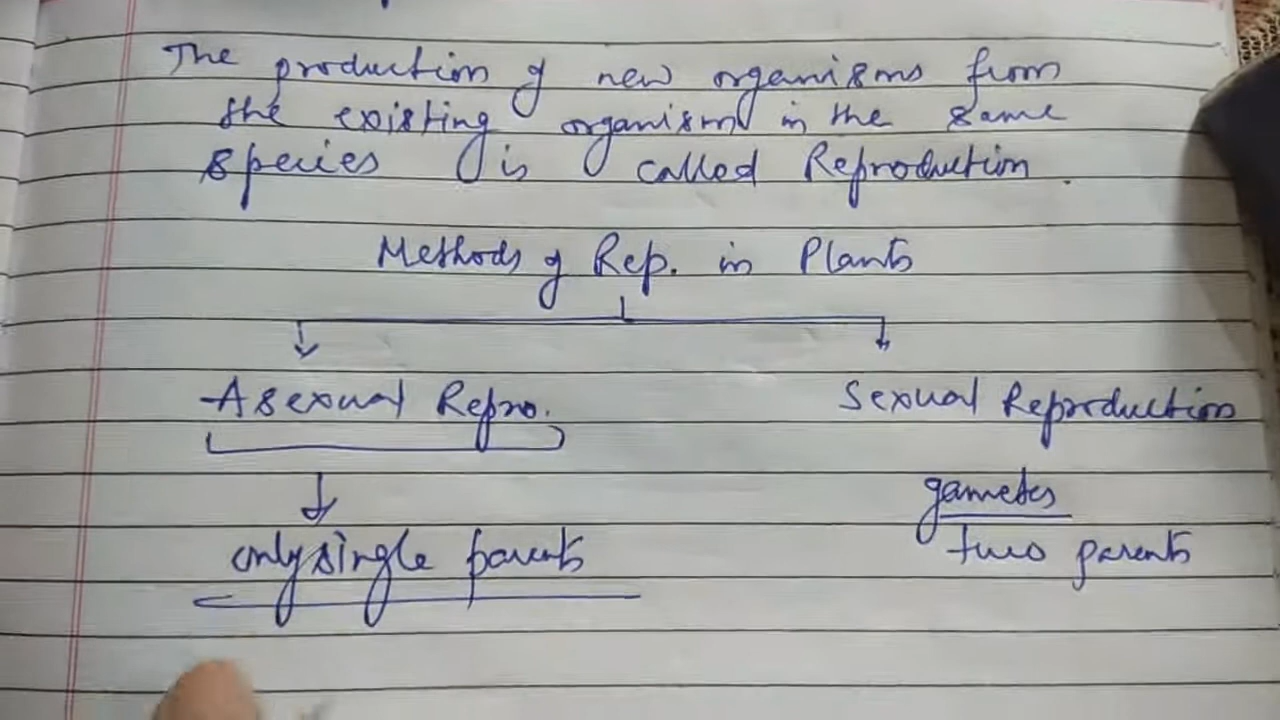 The production of new organisms from
the existing organism in the same
species is called Reproduction.
Methods of Rep. in Plants
Asexual Repro.
Sexual Reproduction
gametes
only single parents
two parents